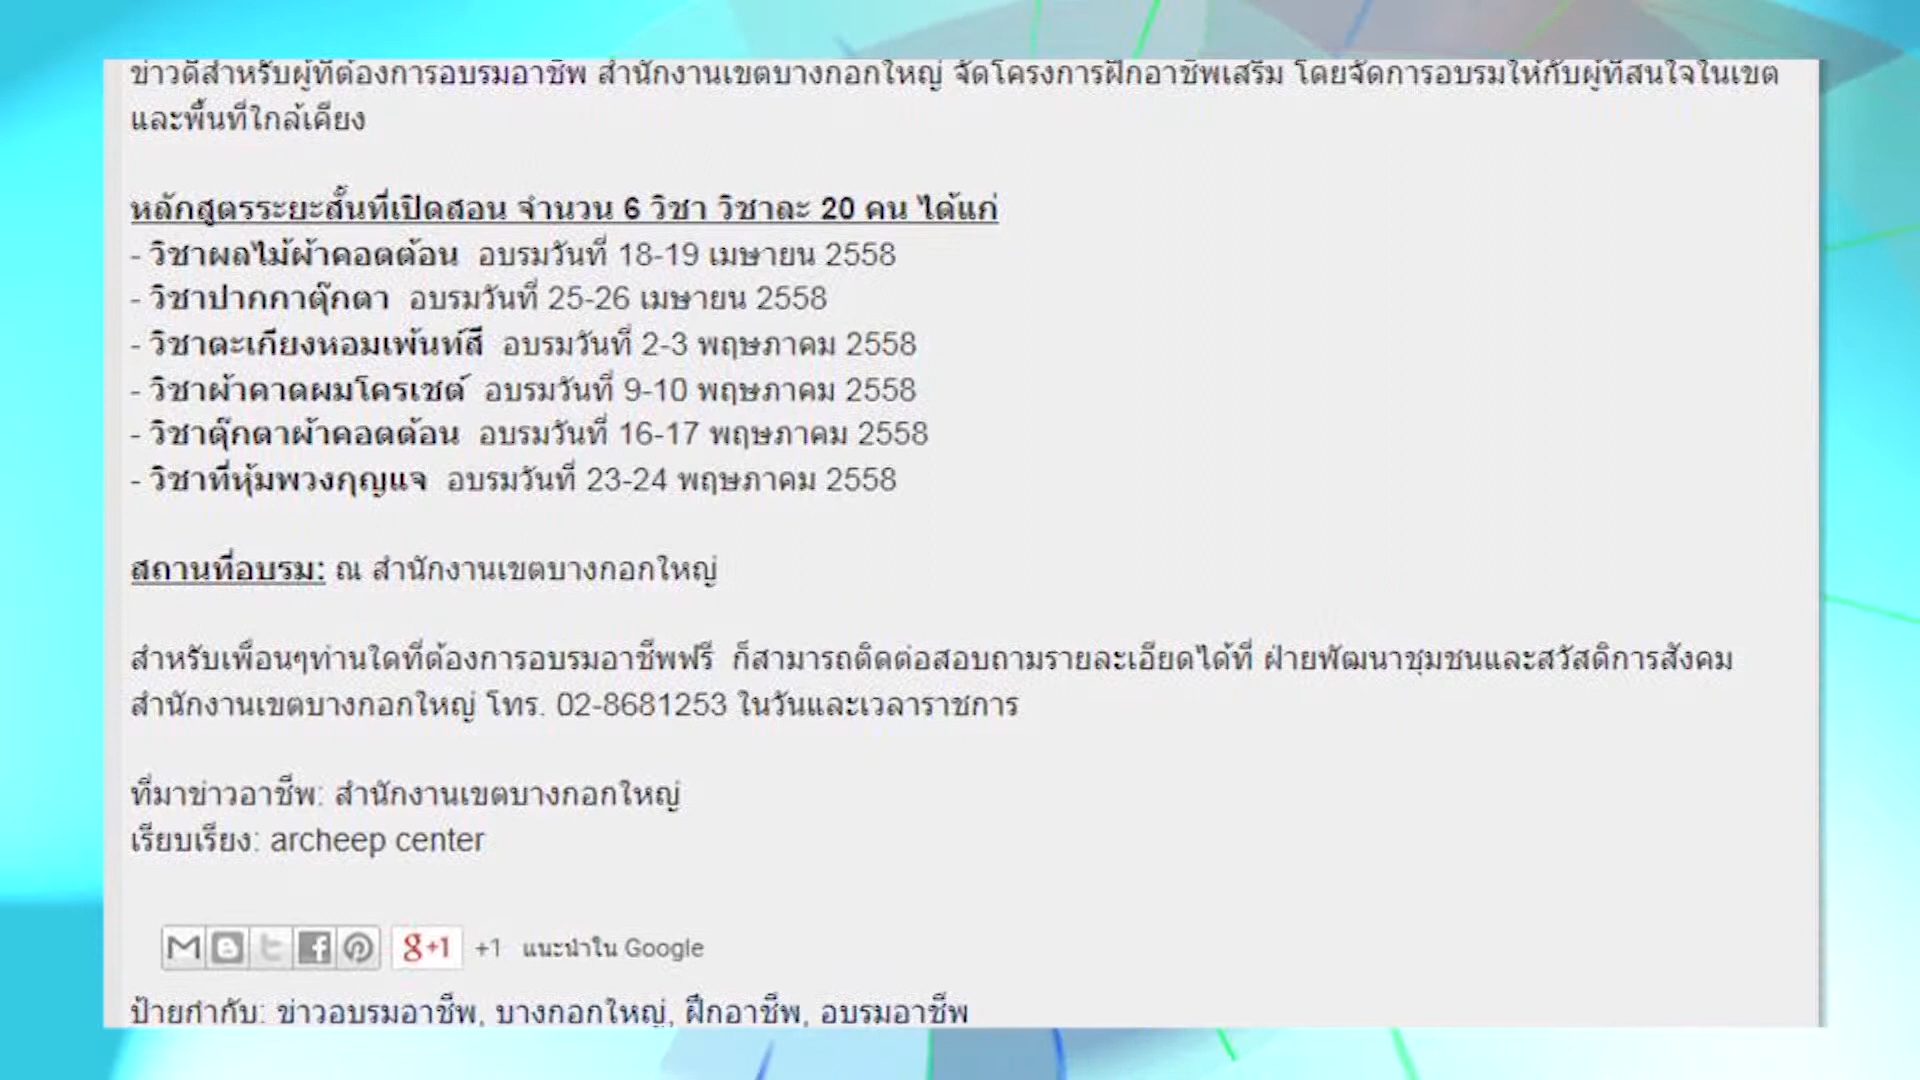 ข่าวดีสำหรับผู้ที่ต้องการอบรมอาชีพ สำนักงานเขตบางกอกใหญ่ จัดโครงการฝึกอาชีพเสริม โดยจัดการอบรมให้กับผู้ที่สนใจในเขต
และพื้นที่ใกล้เคียง
หลักสูตรระยะสั้นที่เปิดสอน จำนวน 6 วิชา วิชาละ 20 คน ได้แก่
- วิชาผลไม้ผ้าคอตต้อน อบรมวันที่ 18-19 เมษายน 2558
- วิชาปากกาตุ๊กตา อบรมวันที่ 25-26 เมษายน 2558
- วิชาตะเกียงหอมเพ้นท์สี อบรมวันที่ 2-3 พฤษภาคม 2558
- วิชาผ้าคาดผมโครเชต์ อบรมวันที่ 9-10 พฤษภาคม 2558
- วิชาตุ๊กตาผ้าคอตต้อน อบรมวันที่ 16-17 พฤษภาคม 2558
- วิชาที่หุ้มพวงกุญแจ อบรมวันที่ 23-24 พฤษภาคม 2558
สถานที่อบรม: ณ สำนักงานเขตบางกอกใหญ่
สำหรับเพื่อนๆท่านใดที่ต้องการอบรมอาชีพฟรี ก็สามารถติดต่อสอบถามรายละเอียดได้ที่ ฝ่ายพัฒนาชุมชนและสวัสดิการสังคม
สำนักงานเขตบางกอกใหญ่ โทร. 02-8681253 ในวันและเวลาราชการ
ที่มาข่าวอาชีพ: สำนักงานเขตบางกอกใหญ่
เรียบเรียง: archeep center
g+1 +1 แนะนำใน Google
ป้ายกำกับ: ข่าวอบรมอาชีพ, บางกอกใหญ่, ฝึกอาชีพ, อบรมอาชีพ